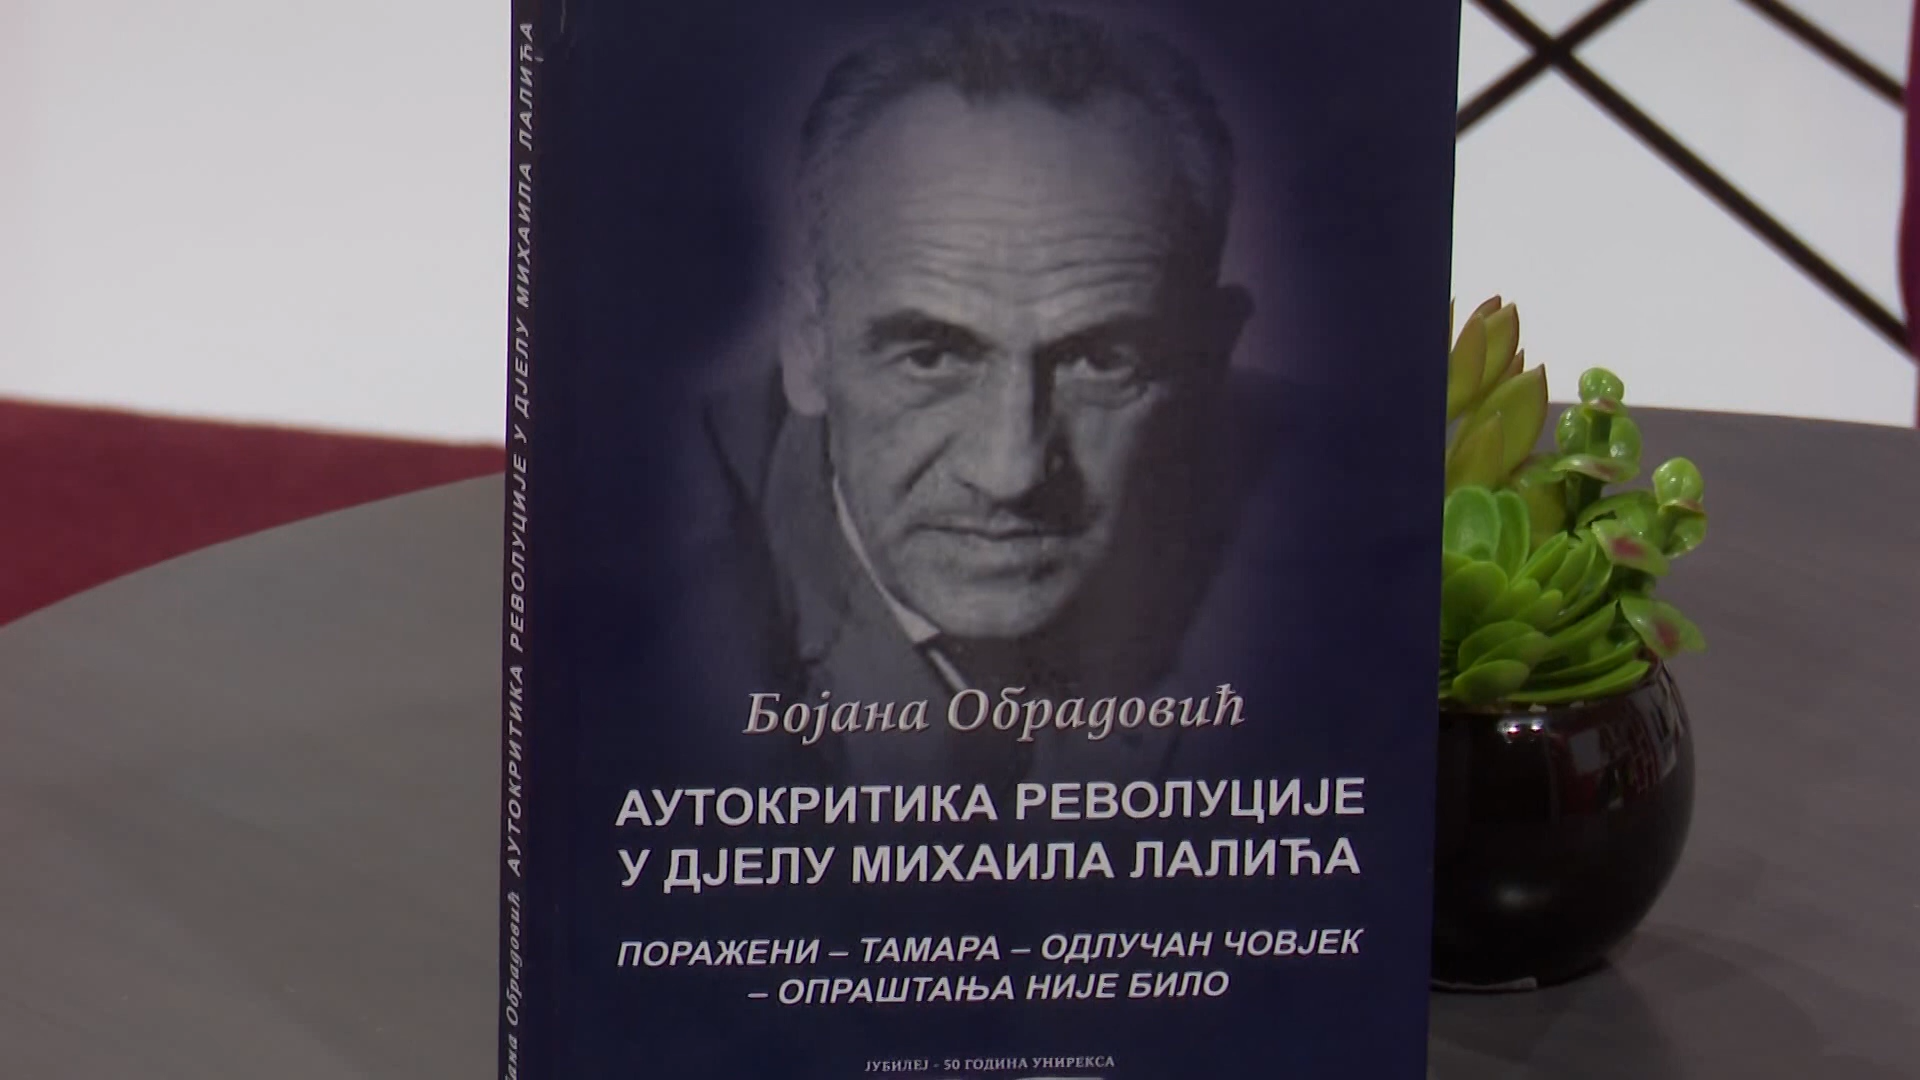 Бојана Обрадовић
АУТОКРИТИКА РЕВОЛУЦИЈЕ
У ДЈЕЛУ МИХАИЛА ЛАЛИЋА
ПОРАЖЕНИ – ТАМАРА – ОДЛУЧАН ЧОВЈЕК
– ОПРАШТАЊА НИЈЕ БИЛО
ЈУБИЛЕЈ - 50 ГОДИНА УНИРЕКСА
Обрадовић АУТОКРИТИКА РЕВОЛУЦИЈЕ У ДЈЕЛУ МИХАИЛА ЛАЛИЋА